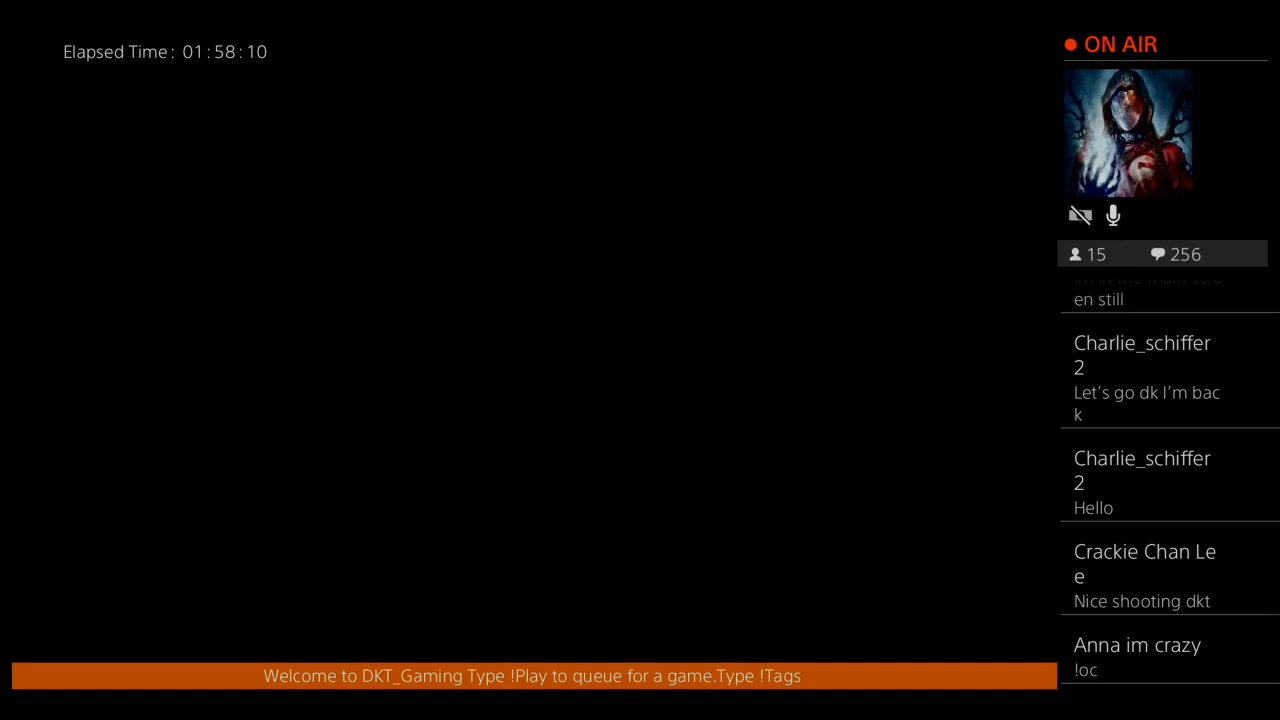 Elapsed Time: 01:58:10
ON AIR
15 256
en still
Charlie_schiffer
2
Let's go dk I'm bac
k
Charlie_schiffer
2
Hello
Crackie Chan Le
e
Nice shooting dkt
Anna im crazy
!oc
Welcome to DKT_Gaming Type !Play to queue for a game.Type !Tags